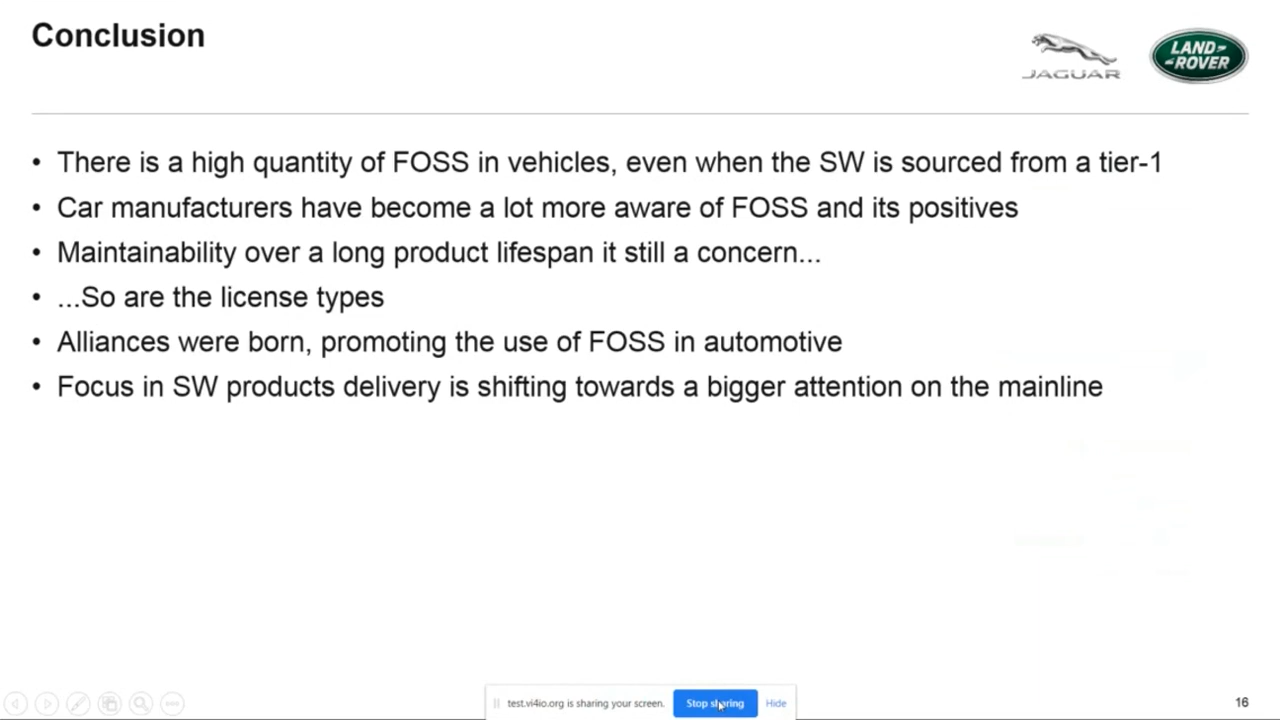 Conclusion
JAGUAR
LAND-
-ROVER
• There is a high quantity of FOSS in vehicles, even when the SW is sourced from a tier-1
• Car manufacturers have become a lot more aware of FOSS and its positives
• Maintainability over a long product lifespan it still a concern...
• ...So are the license types
• Alliances were born, promoting the use of FOSS in automotive
• Focus in SW products delivery is shifting towards a bigger attention on the mainline
test.vi4io.org is sharing your screen.
Stop sharing
Hide
16